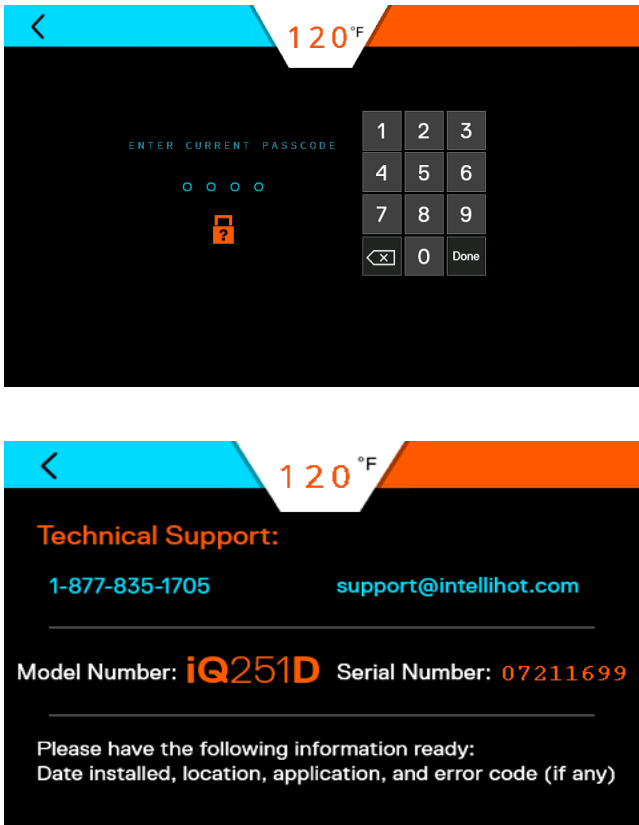 120°F
ENTER CURRENT PASSCODE
1 2 3
4 5 6
7 8 9
0 Done
?
120°F
Technical Support:
1-877-835-1705 support@intellihot.com
Model Number: iQ251D Serial Number: 07211699
Please have the following information ready:
Date installed, location, application, and error code (if any)